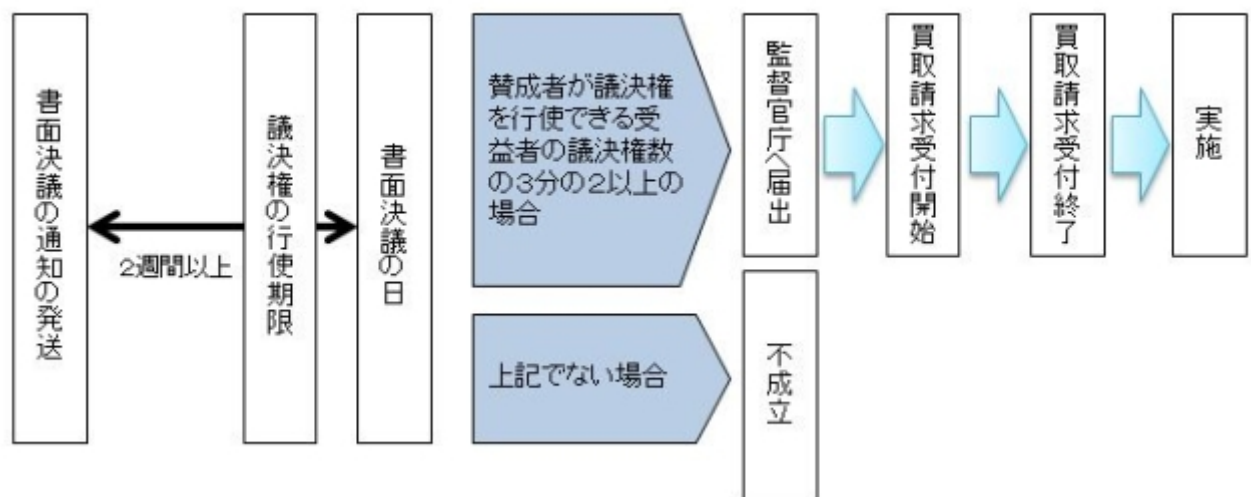 書面決議の通知の発送
2週間以上
議決権の行使期限
書面決議の日
賛成者が議決権
を行使できる受
益者の議決権数
の3分の2以上の
場合
監督官庁へ届出
買取請求受付開始
買取請求受付終了
実施
上記でない場合
不成立